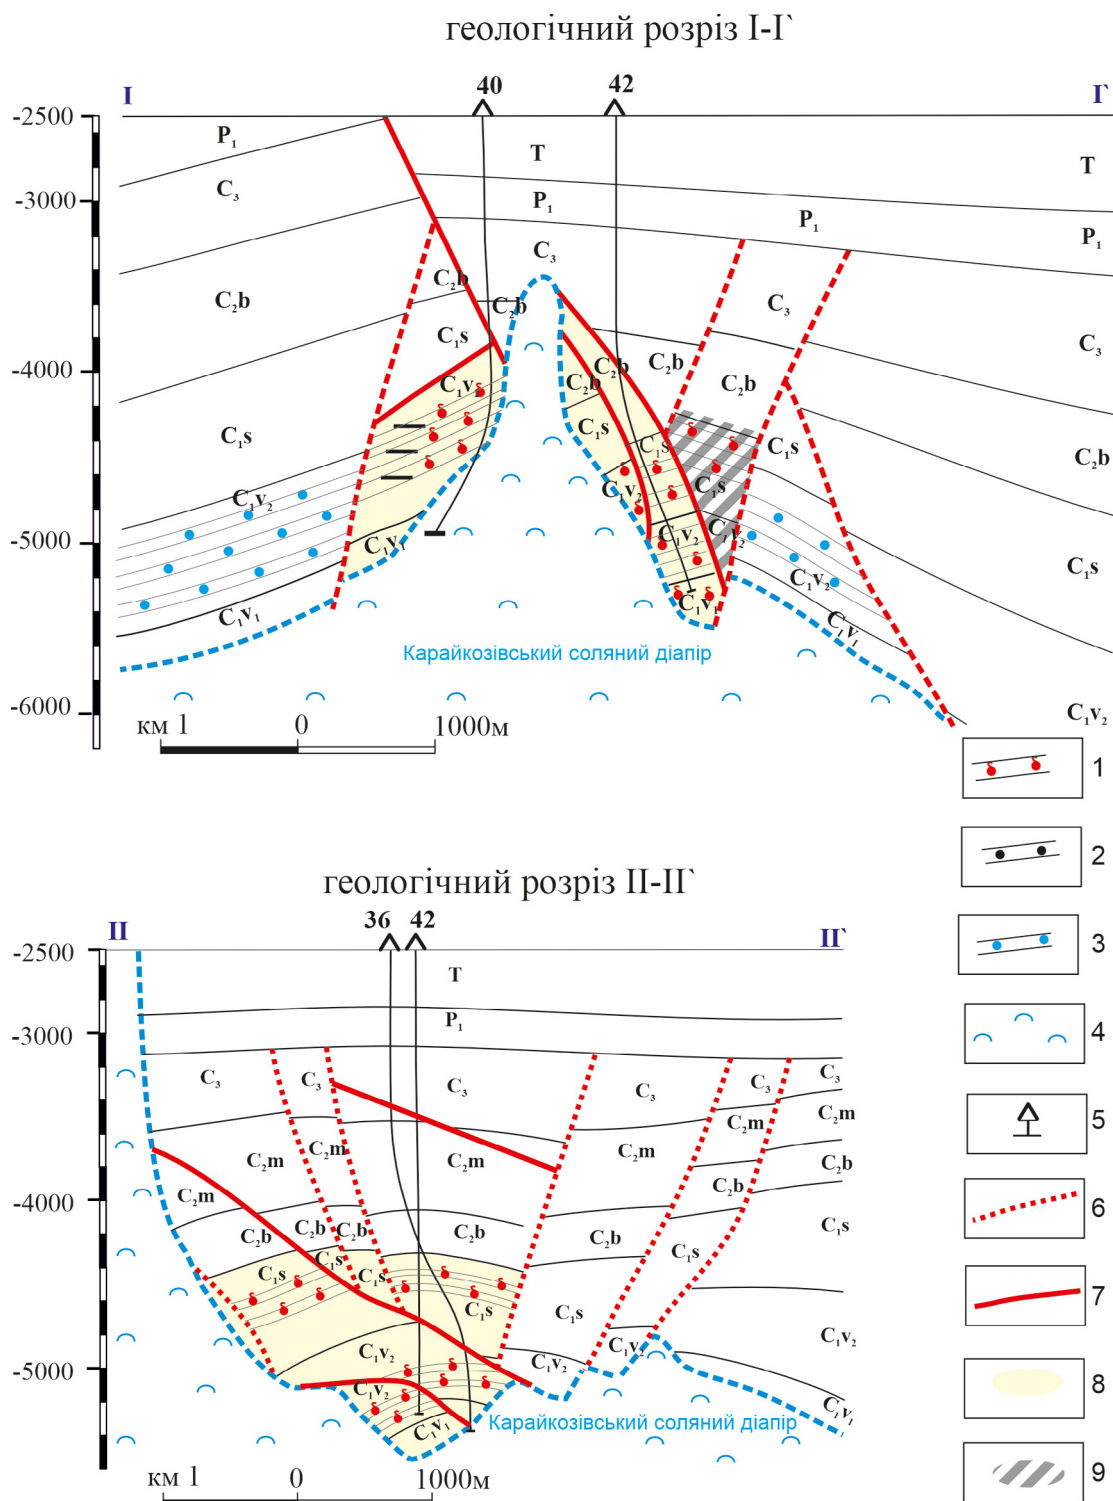 геологічний розріз I-I`
40 42
I I`
-2500
P₁ T T
-3000
C₃ P₁ P₁ P₁
C₃
C₂b C₂b C₂b C₃ C₃
C₁s C₂b C₂b C₂b
-4000
C₁v₂ C₂b
C₁s C₁s C₁s C₁s C₂b
C₁v₂ C₁v₂ C₁s
-5000
C₁v₁ C₁v₂ C₁v₂ C₁v₂ C₁s
C₁v₁ C₁v₁ C₁v₁
Карайкозівський соляний діапір
-6000
C₁v₂
км 1 0 1000м
1
2
3
4
5
6
7
8
9
геологічний розріз II-II`
36 42
II II`
-2500
T
P₁
-3000
C₃ C₃ C₃ C₃ C₃ C₃
C₂m C₂m
C₂m C₂m C₂m C₂m
C₂b
-4000
C₂m C₂b
C₂b C₂b C₂b C₂b C₂b C₁s
C₁s C₁s C₁s C₁s
C₁s C₁s
C₁v₂ C₁v₂ C₁v₂ C₁v₂
-5000
C₁v₂
C₁v₁ C₁v₁
Карайкозівський соляний діапір
км 1 0 1000м